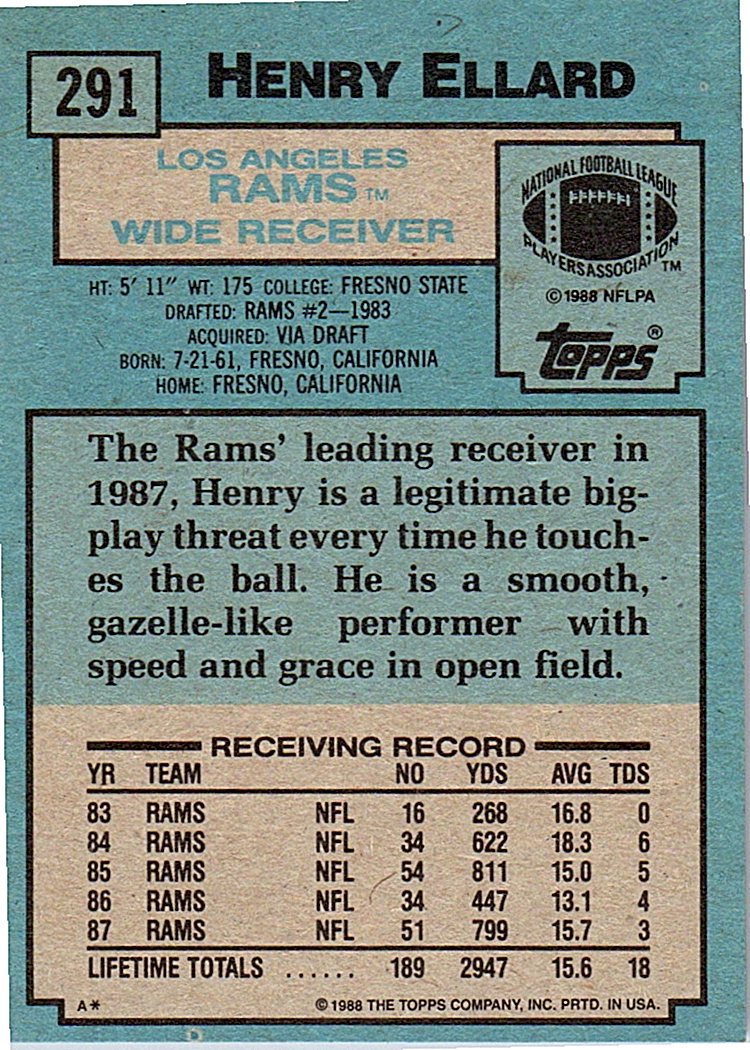 291
HENRY ELLARD
LOS ANGELES
RAMS TM
WIDE RECEIVER
NATIONAL FOOTBALL LEAGUE
PLAYERS ASSOCIATION TM
© 1988 NFLPA
topps ®
HT: 5' 11" WT: 175 COLLEGE: FRESNO STATE
DRAFTED: RAMS #2—1983
ACQUIRED: VIA DRAFT
BORN: 7-21-61, FRESNO, CALIFORNIA
HOME: FRESNO, CALIFORNIA
The Rams' leading receiver in
1987, Henry is a legitimate big-
play threat every time he touch-
es the ball. He is a smooth,
gazelle-like performer with
speed and grace in open field.
RECEIVING RECORD
YR TEAM NO YDS AVG TDS
83 RAMS NFL 16 268 16.8 0
84 RAMS NFL 34 622 18.3 6
85 RAMS NFL 54 811 15.0 5
86 RAMS NFL 34 447 13.1 4
87 RAMS NFL 51 799 15.7 3
LIFETIME TOTALS ...... 189 2947 15.6 18
A* © 1988 THE TOPPS COMPANY, INC. PRTD. IN USA.